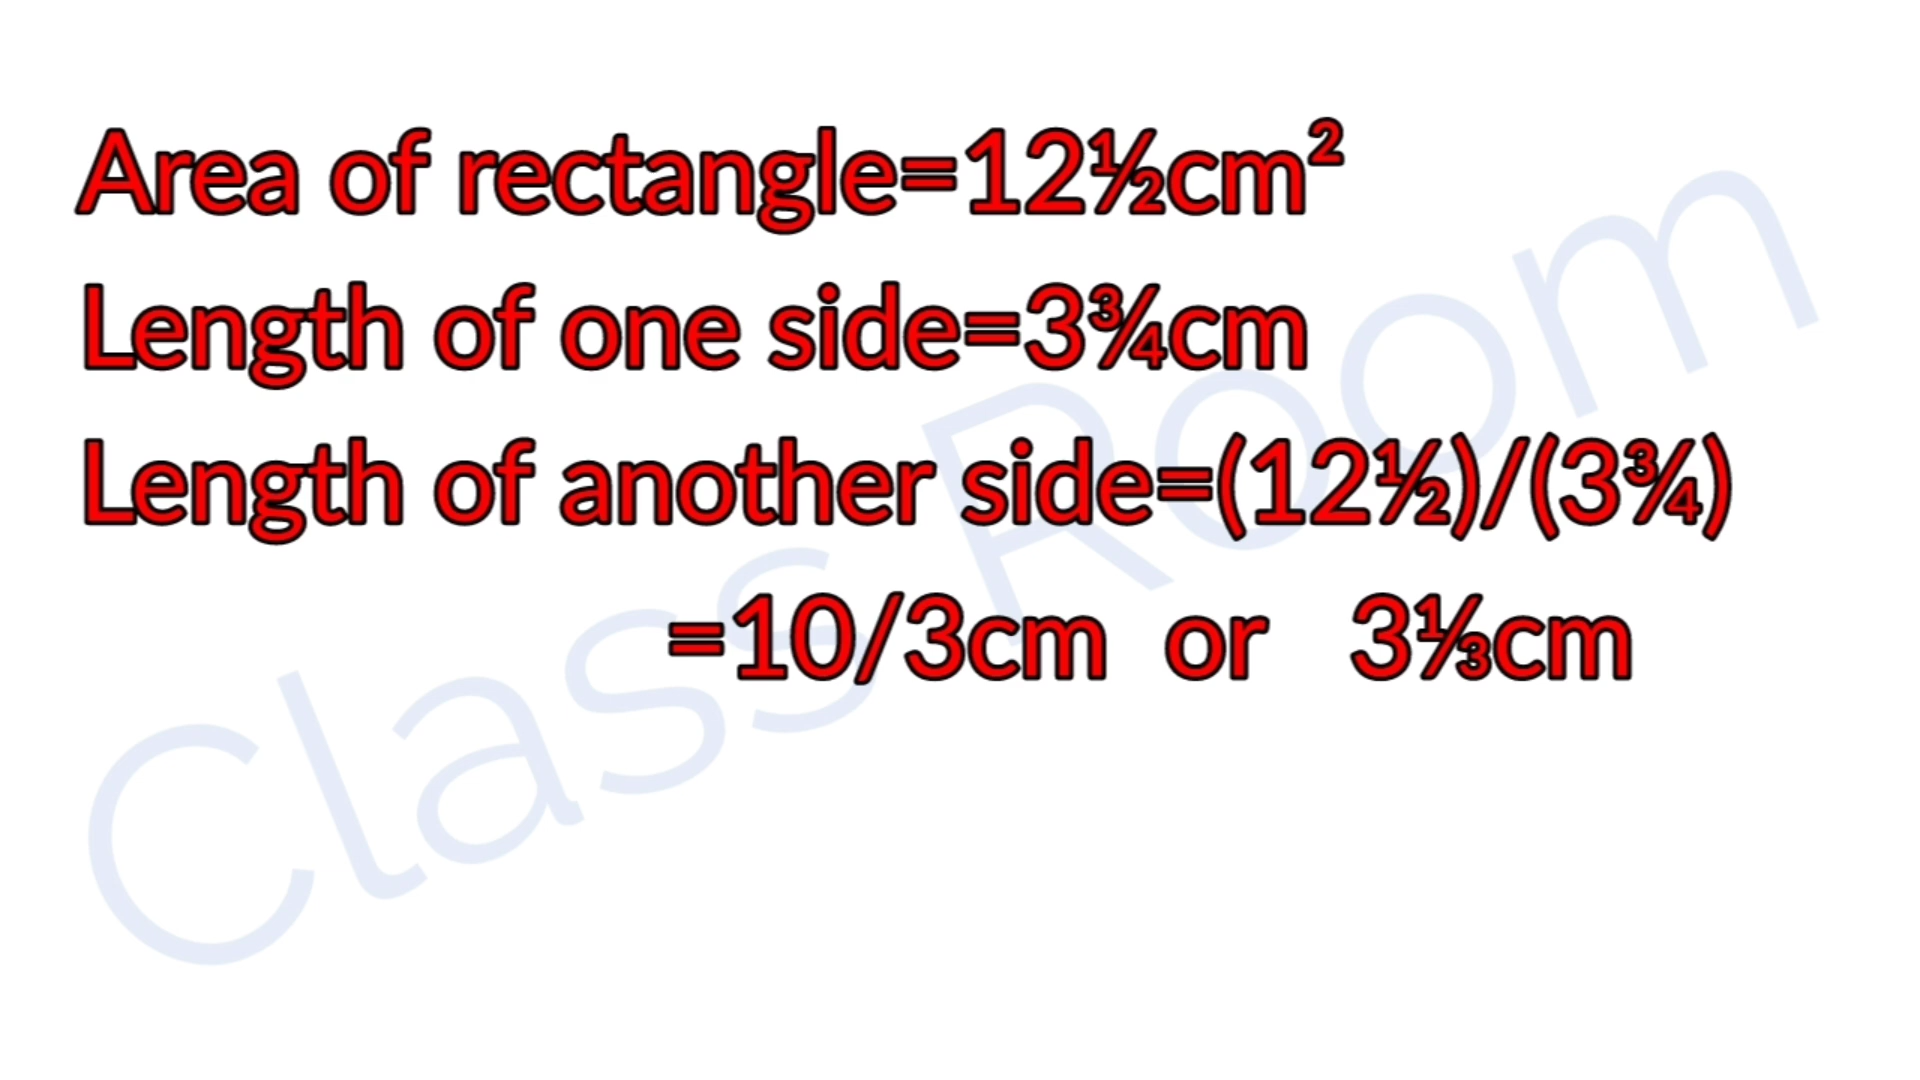 Area of rectangle=12½cm²
Length of one side=3¾cm
Length of another side=(12½)/(3¾)
=10/3cm or 3⅓cm
Class Room